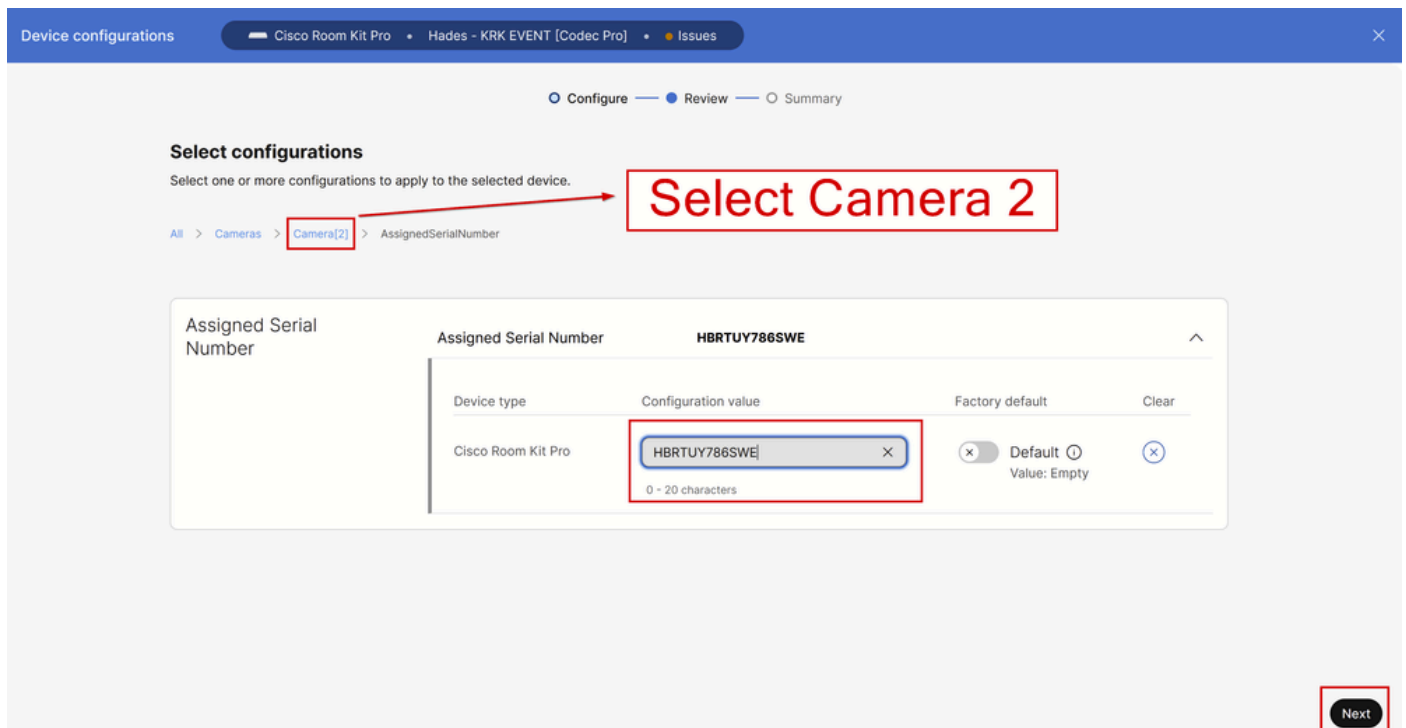 Device configurations
Cisco Room Kit Pro • Hades - KRK EVENT [Codec Pro] • Issues
Configure Review Summary
Select configurations
Select one or more configurations to apply to the selected device.
Select Camera 2
All > Cameras > Camera[2] > AssignedSerialNumber
Assigned Serial
Number
Assigned Serial Number HBRTUY786SWE
Device type Configuration value Factory default Clear
Cisco Room Kit Pro HBRTUY786SWE Default
Value: Empty
0 - 20 characters
Next